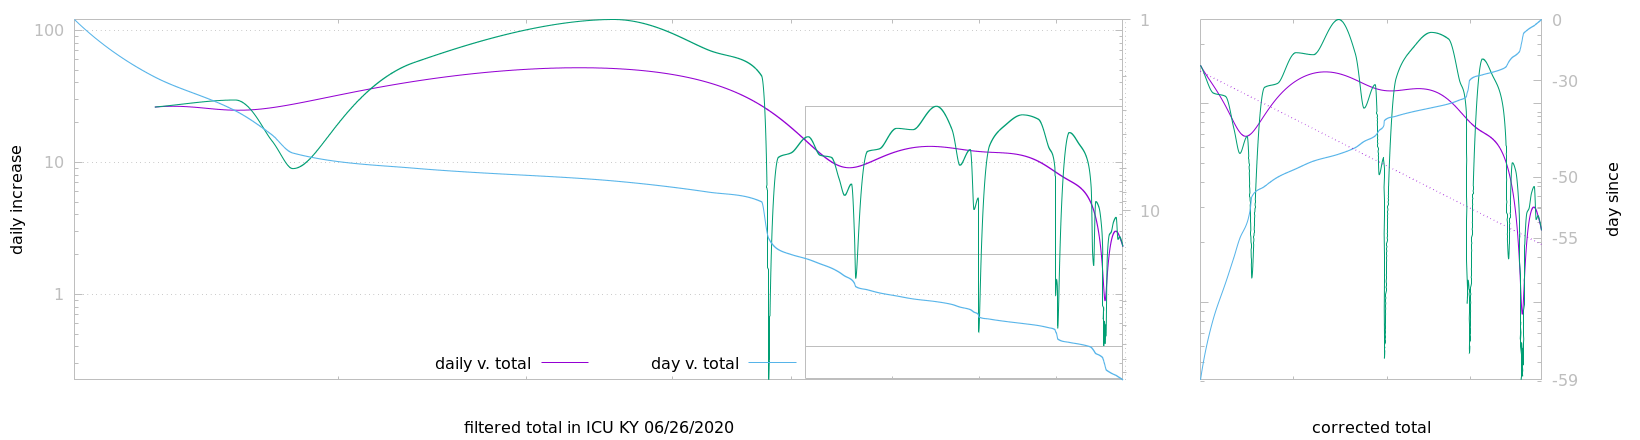 100
10
1
daily increase
daily v. total
day v. total
filtered total in ICU KY 06/26/2020
1
10
0
-30
-50
-55
-59
day since
corrected total